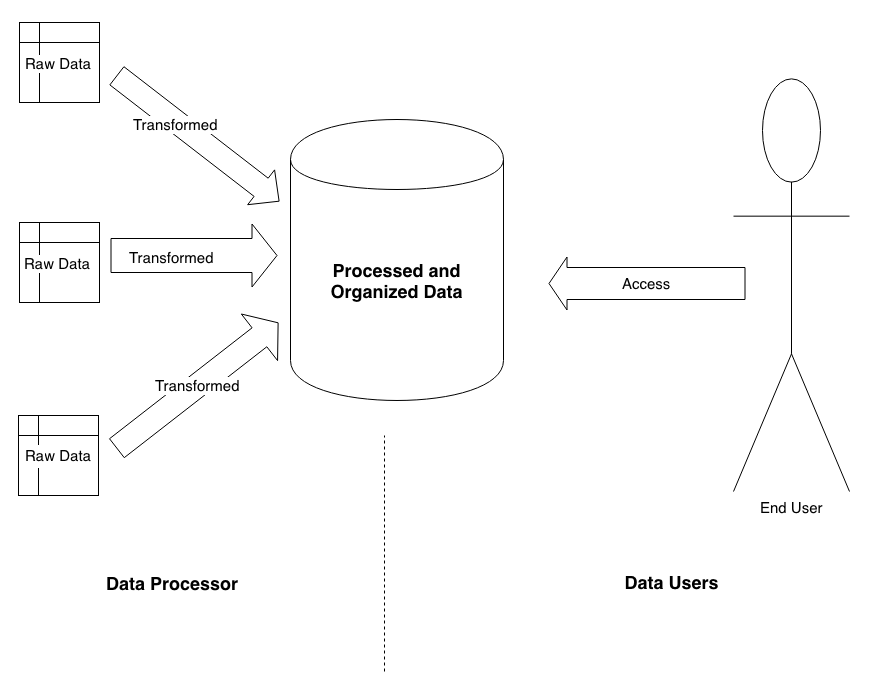 Raw Data
Transformed
Raw Data
Transformed
Raw Data
Transformed
Processed and
Organized Data
Access
End User
Data Processor
Data Users